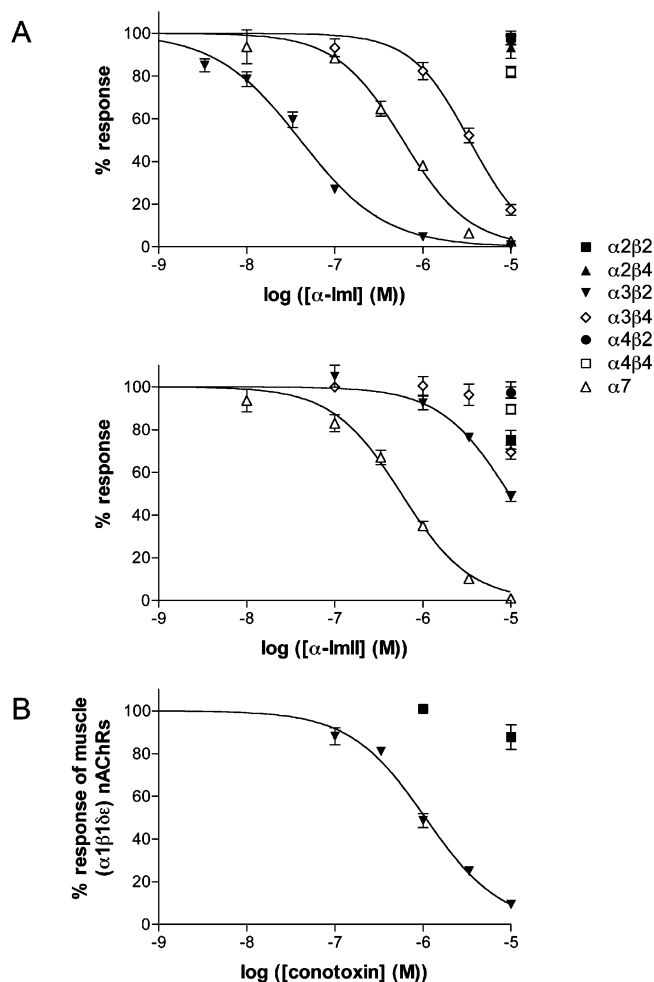 A
% response
100
80
60
40
20
0
-9 -8 -7 -6 -5
log ([α-ImI] (M))
α2β2
α2β4
α3β2
α3β4
α4β2
α4β4
α7
% response
100
80
60
40
20
0
-9 -8 -7 -6 -5
log ([α-ImII] (M))
B
% response of muscle
(α1β1δε) nAChRs
100
80
60
40
20
0
-9 -8 -7 -6 -5
log ([conotoxin] (M))